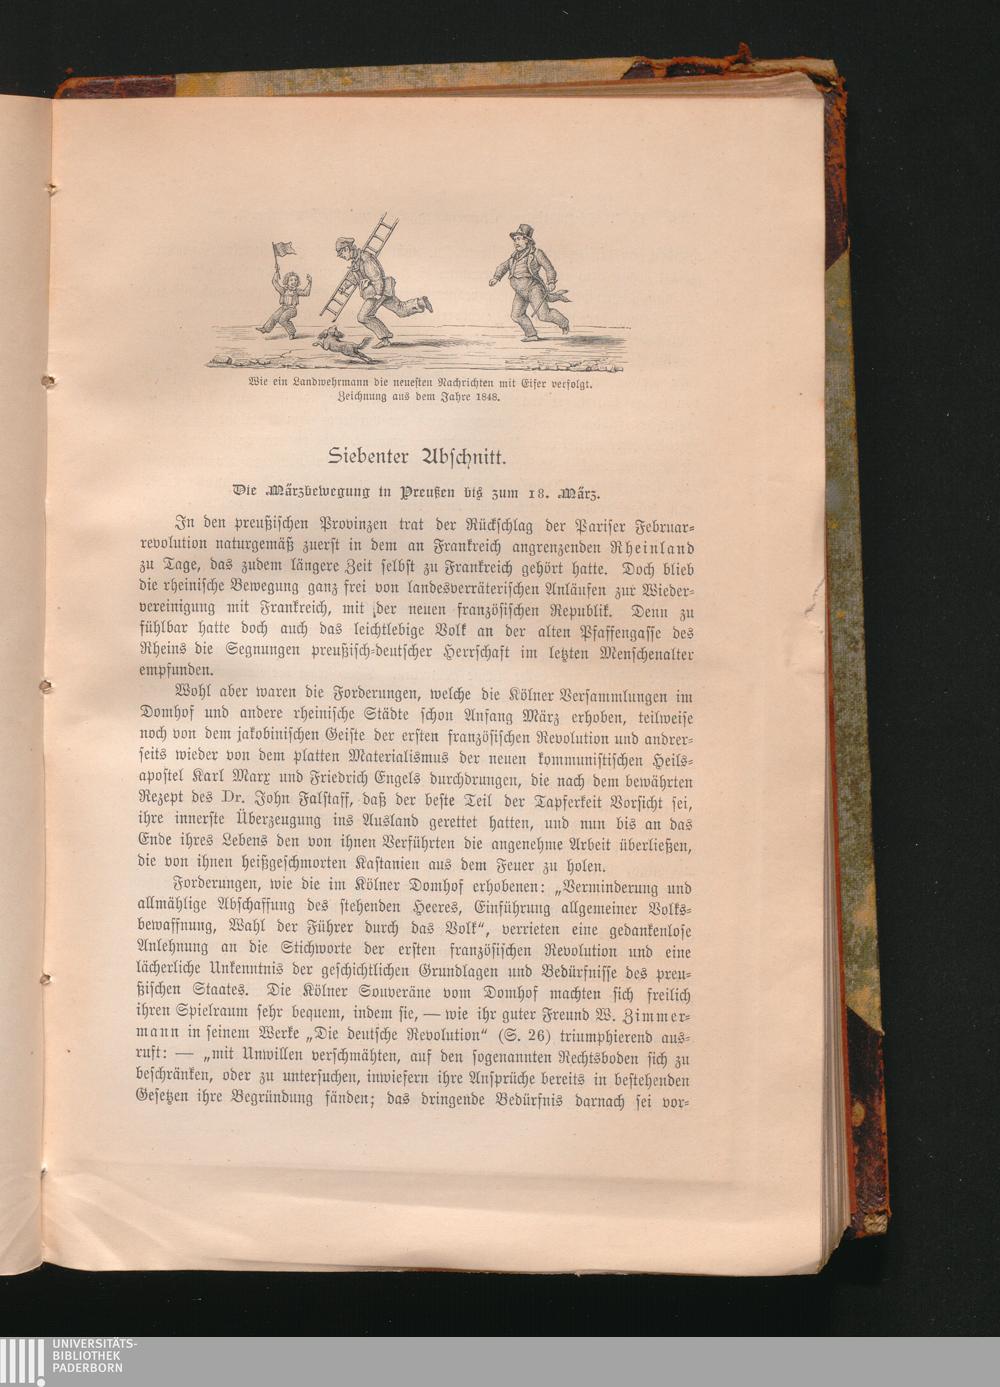 Wie ein Landwehrmann die neuesten Nachrichten mit Eifer verfolgt.
Zeichnung aus dem Jahre 1848.
Siebenter Abschnitt.
Die Märzbewegung in Preußen bis zum 18. März.
In den preußischen Provinzen trat der Rückschlag der Pariser Februar-
revolution naturgemäß zuerst in dem an Frankreich angrenzenden Rheinland
zu Tage, das zudem längere Zeit selbst zu Frankreich gehört hatte. Doch blieb
die rheinische Bewegung ganz frei von landesverräterischen Anläufen zur Wieder-
vereinigung mit Frankreich, mit der neuen französischen Republik. Denn zu
fühlbar hatte doch auch das leichtlebige Volk an der alten Pfaffengasse des
Rheins die Segnungen preußisch-deutscher Herrschaft im letzten Menschenalter
empfunden.
Wohl aber waren die Forderungen, welche die Kölner Versammlungen im
Domhof und andere rheinische Städte schon Anfang März erhoben, teilweise
noch von dem jakobinischen Geiste der ersten französischen Revolution und andrer-
seits wieder von dem platten Materialismus der neuen kommunistischen Heils-
apostel Karl Marx und Friedrich Engels durchdrungen, die nach dem bewährten
Rezept des Dr. John Falstaff, daß der beste Teil der Tapferkeit Vorsicht sei,
ihre innerste Überzeugung ins Ausland gerettet hatten, und nun bis an das
Ende ihres Lebens den von ihnen Verführten die angenehme Arbeit überließen,
die von ihnen heißgeschmorten Kastanien aus dem Feuer zu holen.
Forderungen, wie die im Kölner Domhof erhobenen: „Verminderung und
allmählige Abschaffung des stehenden Heeres, Einführung allgemeiner Volks-
bewaffnung, Wahl der Führer durch das Volk“, verrieten eine gedankenlose
Anlehnung an die Stichworte der ersten französischen Revolution und eine
lächerliche Unkenntnis der geschichtlichen Grundlagen und Bedürfnisse des preu-
ßischen Staates. Die Kölner Souveräne vom Domhof machten sich freilich
ihren Spielraum sehr bequem, indem sie, — wie ihr guter Freund W. Zimmer-
mann in seinem Werke „Die deutsche Revolution“ (S. 26) triumphierend aus-
ruft: — „mit Unwillen verschmähten, auf den sogenannten Rechtsboden sich zu
beschränken, oder zu untersuchen, inwiefern ihre Ansprüche bereits in bestehenden
Gesetzen ihre Begründung fänden; das dringende Bedürfnis darnach sei vor-
UNIVERSITÄTS-
BIBLIOTHEK
PADERBORN